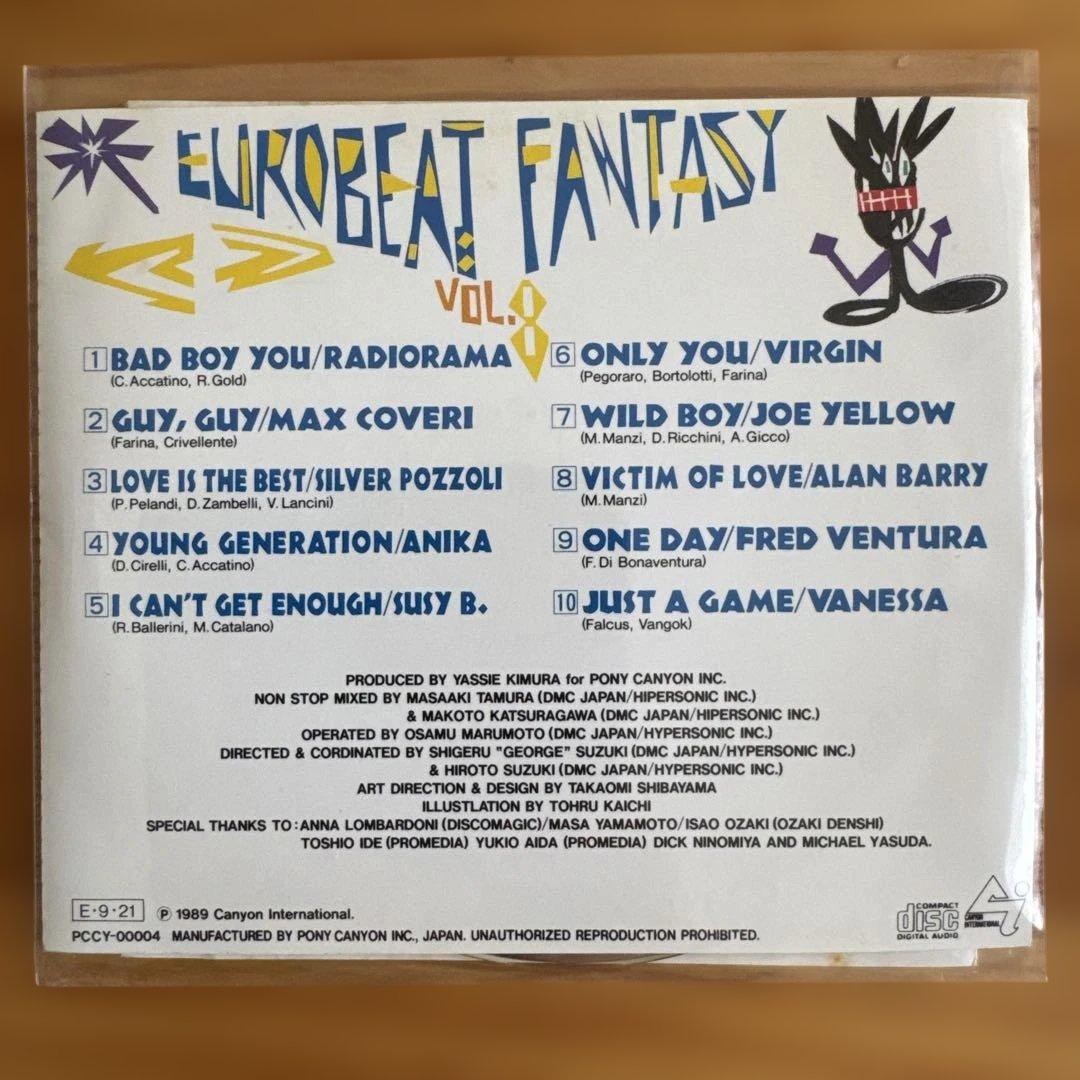 EUROBEAT FANTASY
VOL. 8
1 BAD BOY YOU/RADIORAMA
(C. Accatino, R. Gold)
2 GUY, GUY/MAX COVERI
(Farina, Crivellente)
3 LOVE IS THE BEST/SILVER POZZOLI
(P. Pelandi, D. Zambelli, V. Lancini)
4 YOUNG GENERATION/ANIKA
(D. Cirelli, C. Accatino)
5 I CAN'T GET ENOUGH/SUSY B.
(R. Ballerini, M. Catalano)
6 ONLY YOU/VIRGIN
(Pegoraro, Bortolotti, Farina)
7 WILD BOY/JOE YELLOW
(M. Manzi, D. Ricchini, A. Gicco)
8 VICTIM OF LOVE/ALAN BARRY
(M. Manzi)
9 ONE DAY/FRED VENTURA
(F. Di Bonaventura)
10 JUST A GAME/VANESSA
(Falcus, Vangok)
PRODUCED BY YASSIE KIMURA for PONY CANYON INC.
NON STOP MIXED BY MASAAKI TAMURA (DMC JAPAN/HIPERSONIC INC.)
& MAKOTO KATSURAGAWA (DMC JAPAN/HIPERSONIC INC.)
OPERATED BY OSAMU MARUMOTO (DMC JAPAN/HYPERSONIC INC.)
DIRECTED & CORDINATED BY SHIGERU "GEORGE" SUZUKI (DMC JAPAN/HYPERSONIC INC.)
& HIROTO SUZUKI (DMC JAPAN/HYPERSONIC INC.)
ART DIRECTION & DESIGN BY TAKAOMI SHIBAYAMA
ILLUSTLATION BY TOHRU KAICHI
SPECIAL THANKS TO: ANNA LOMBARDONI (DISCOMAGIC)/MASA YAMAMOTO/ISAO OZAKI (OZAKI DENSHI)
TOSHIO IDE (PROMEDIA) YUKIO AIDA (PROMEDIA) DICK NINOMIYA AND MICHAEL YASUDA.
E・9・21 Ⓟ 1989 Canyon International.
PCCY-00004 MANUFACTURED BY PONY CANYON INC., JAPAN. UNAUTHORIZED REPRODUCTION PROHIBITED.
COMPACT
disc
DIGITAL AUDIO
CANYON
INTERNATIONAL